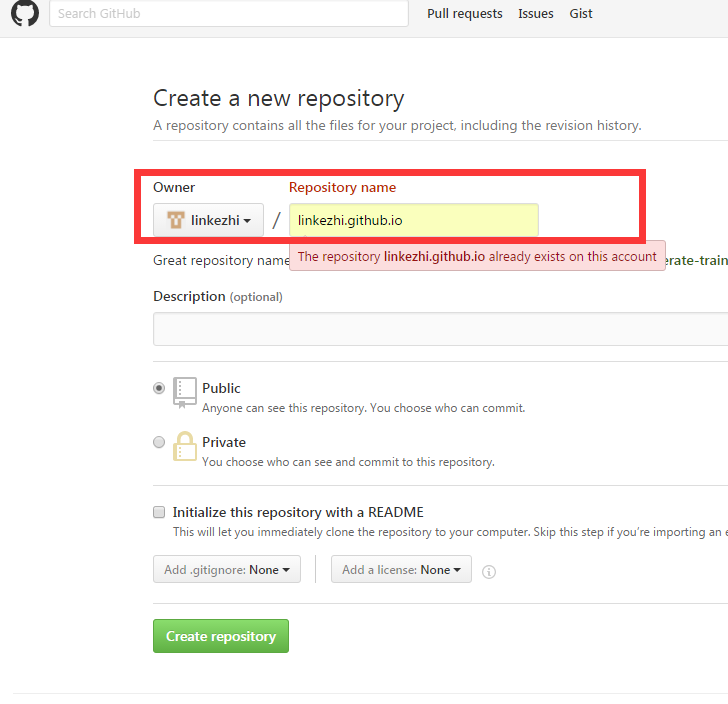 Search GitHub Pull requests Issues Gist
Create a new repository
A repository contains all the files for your project, including the revision history.
Owner Repository name
linkezhi / linkezhi.github.io
The repository linkezhi.github.io already exists on this account
Great repository name
erate-train
Description (optional)
Public
Anyone can see this repository. You choose who can commit.
Private
You choose who can see and commit to this repository.
Initialize this repository with a README
This will let you immediately clone the repository to your computer. Skip this step if you're importing an e
Add .gitignore: None Add a license: None
Create repository